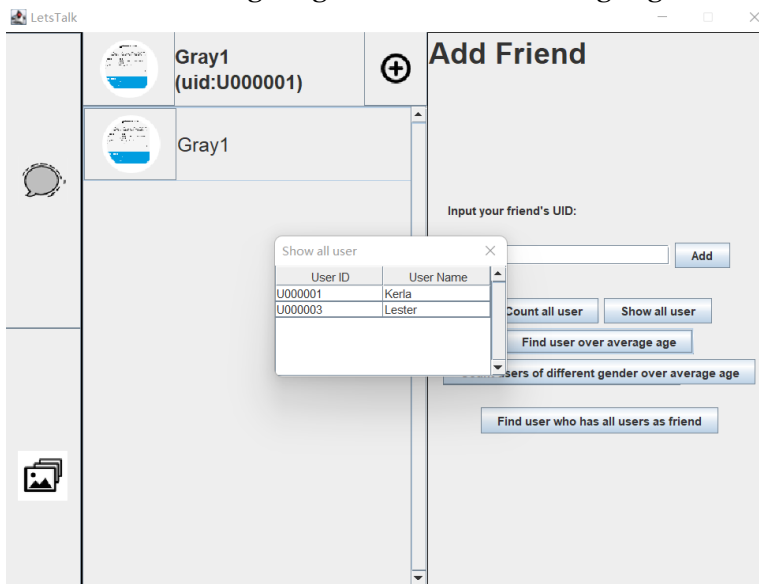 LetsTalk
Gray1
(uid:U000001)
Gray1
Add Friend
Input your friend's UID:
Add
Count all user
Show all user
Find user over average age
users of different gender over average age
Find user who has all users as friend
Show all user
User ID User Name
U000001 Kerla
U000003 Lester